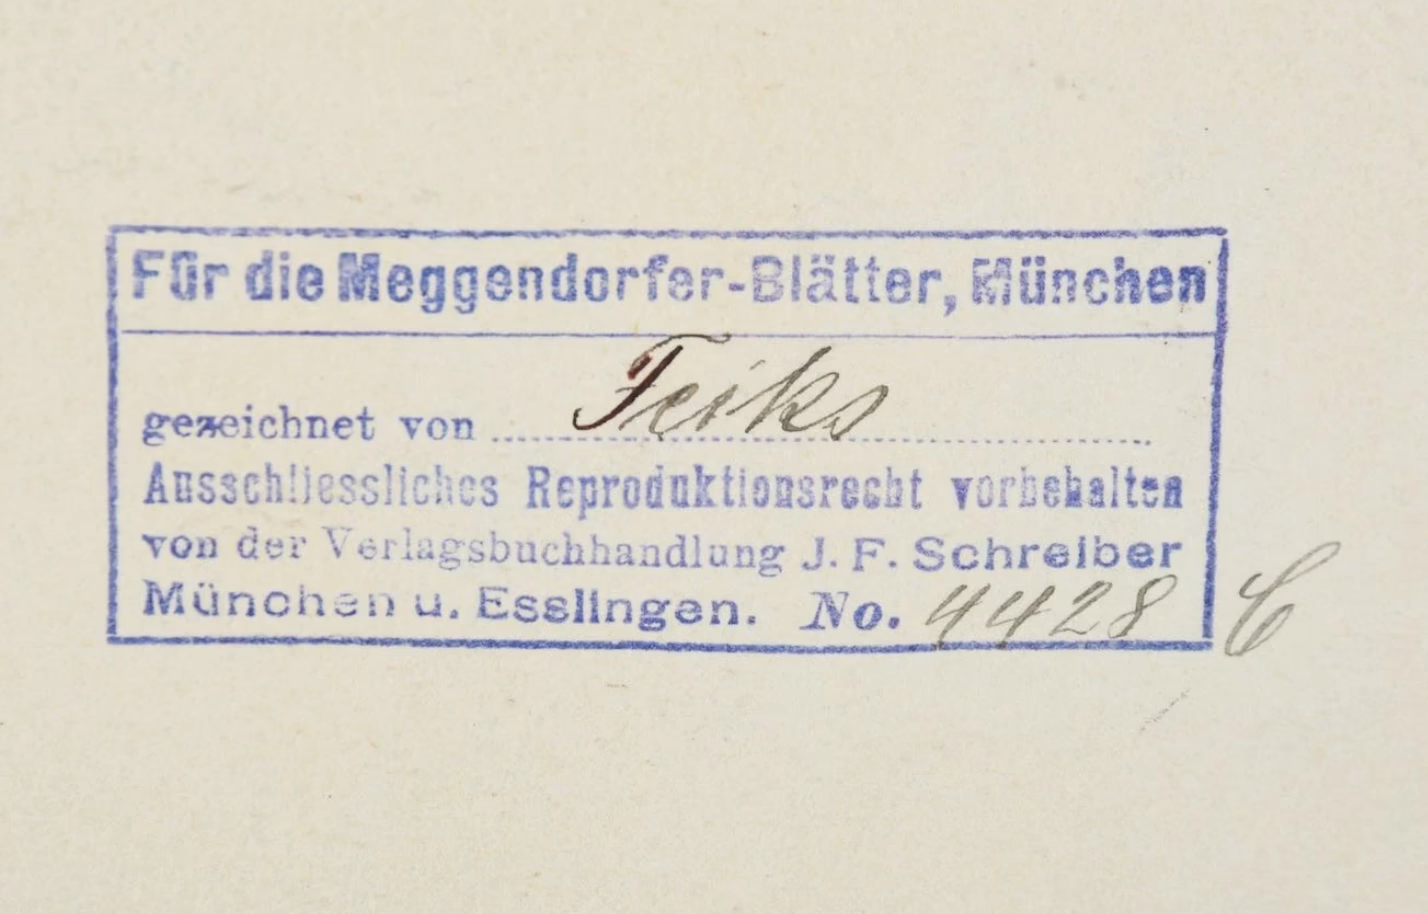 Für die Meggendorfer-Blätter, München
gezeichnet von Feiks
Ausschliessliches Reproduktionsrecht vorbehalten
von der Verlagsbuchhandlung J. F. Schreiber
München u. Esslingen. No. 4428 C